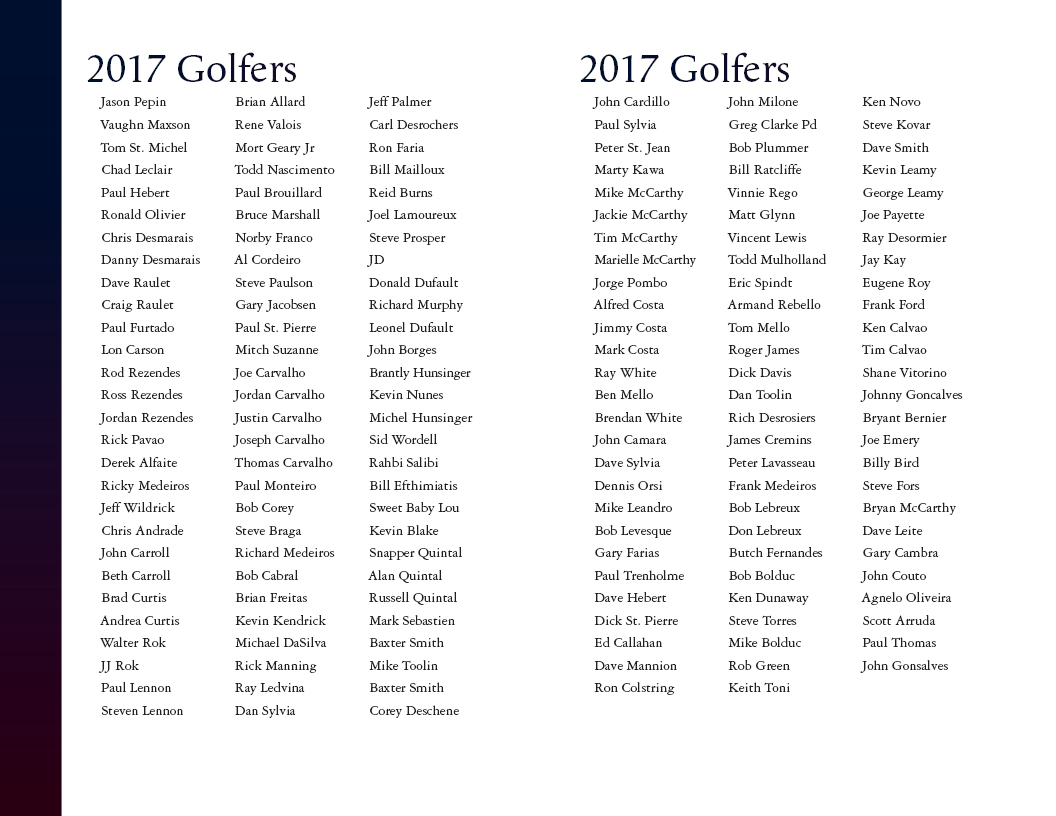 2017 Golfers
Jason Pepin
Vaughn Maxson
Tom St. Michel
Chad Leclair
Paul Hebert
Ronald Olivier
Chris Desmarais
Danny Desmarais
Dave Raulet
Craig Raulet
Paul Furtado
Lon Carson
Rod Rezendes
Ross Rezendes
Jordan Rezendes
Rick Pavao
Derek Alfaite
Ricky Medeiros
Jeff Wildrick
Chris Andrade
John Carroll
Beth Carroll
Brad Curtis
Andrea Curtis
Walter Rok
JJ Rok
Paul Lennon
Steven Lennon
Brian Allard
Rene Valois
Mort Geary Jr
Todd Nascimento
Paul Brouillard
Bruce Marshall
Norby Franco
Al Cordeiro
Steve Paulson
Gary Jacobsen
Paul St. Pierre
Mitch Suzanne
Joe Carvalho
Jordan Carvalho
Justin Carvalho
Joseph Carvalho
Thomas Carvalho
Paul Monteiro
Bob Corey
Steve Braga
Richard Medeiros
Bob Cabral
Brian Freitas
Kevin Kendrick
Michael DaSilva
Rick Manning
Ray Ledvina
Dan Sylvia
Jeff Palmer
Carl Desrochers
Ron Faria
Bill Mailloux
Reid Burns
Joel Lamoureux
Steve Prosper
JD
Donald Dufault
Richard Murphy
Leonel Dufault
John Borges
Brantly Hunsinger
Kevin Nunes
Michel Hunsinger
Sid Wordell
Rahbi Salibi
Bill Efthimiatis
Sweet Baby Lou
Kevin Blake
Snapper Quintal
Alan Quintal
Russell Quintal
Mark Sebastien
Baxter Smith
Mike Toolin
Baxter Smith
Corey Deschene
2017 Golfers
John Cardillo
Paul Sylvia
Peter St. Jean
Marty Kawa
Mike McCarthy
Jackie McCarthy
Tim McCarthy
Marielle McCarthy
Jorge Pombo
Alfred Costa
Jimmy Costa
Mark Costa
Ray White
Ben Mello
Brendan White
John Camara
Dave Sylvia
Dennis Orsi
Mike Leandro
Bob Levesque
Gary Farias
Paul Trenholme
Dave Hebert
Dick St. Pierre
Ed Callahan
Dave Mannion
Ron Colstring
John Milone
Greg Clarke Pd
Bob Plummer
Bill Ratcliffe
Vinnie Rego
Matt Glynn
Vincent Lewis
Todd Mulholland
Eric Spindt
Armand Rebello
Tom Mello
Roger James
Dick Davis
Dan Toolin
Rich Desrosiers
James Cremins
Peter Lavasseau
Frank Medeiros
Bob Lebreux
Don Lebreux
Butch Fernandes
Bob Bolduc
Ken Dunaway
Steve Torres
Mike Bolduc
Rob Green
Keith Toni
Ken Novo
Steve Kovar
Dave Smith
Kevin Leamy
George Leamy
Joe Payette
Ray Desormier
Jay Kay
Eugene Roy
Frank Ford
Ken Calvao
Tim Calvao
Shane Vitorino
Johnny Goncalves
Bryant Bernier
Joe Emery
Billy Bird
Steve Fors
Bryan McCarthy
Dave Leite
Gary Cambra
John Couto
Agnelo Oliveira
Scott Arruda
Paul Thomas
John Gonsalves